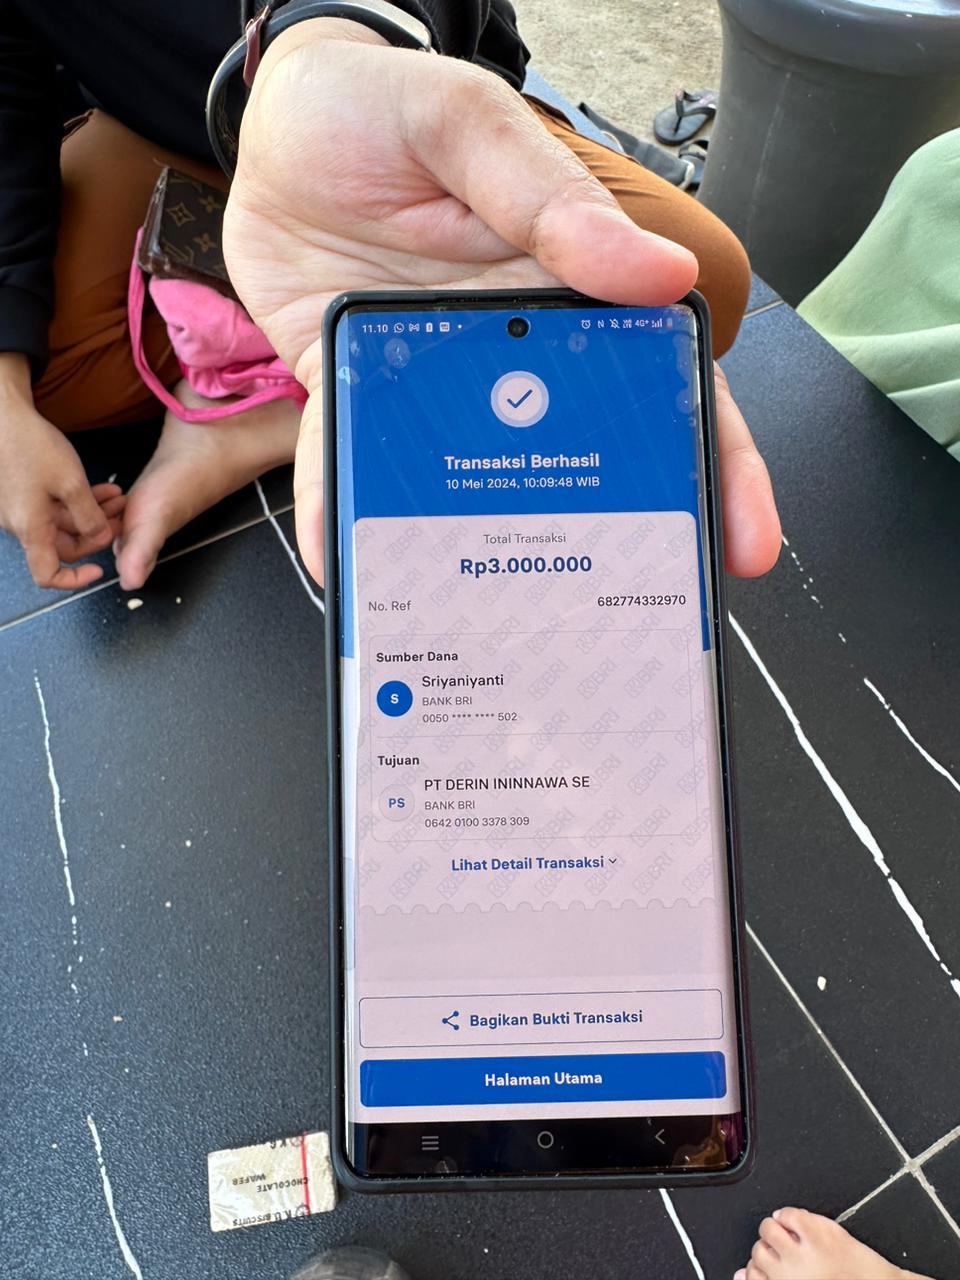 11.10
4G+
Transaksi Berhasil
10 Mei 2024, 10:09:48 WIB
Total Transaksi
Rp3.000.000
No. Ref 682774332970
Sumber Dana
S
Sriyaniyanti
BANK BRI
0050 **** **** 502
Tujuan
PS
PT DERIN ININNAWA SE
BANK BRI
0642 0100 3378 309
Lihat Detail Transaksi
Bagikan Bukti Transaksi
Halaman Utama
CHOCOLATE
WAFER
BISCUITS